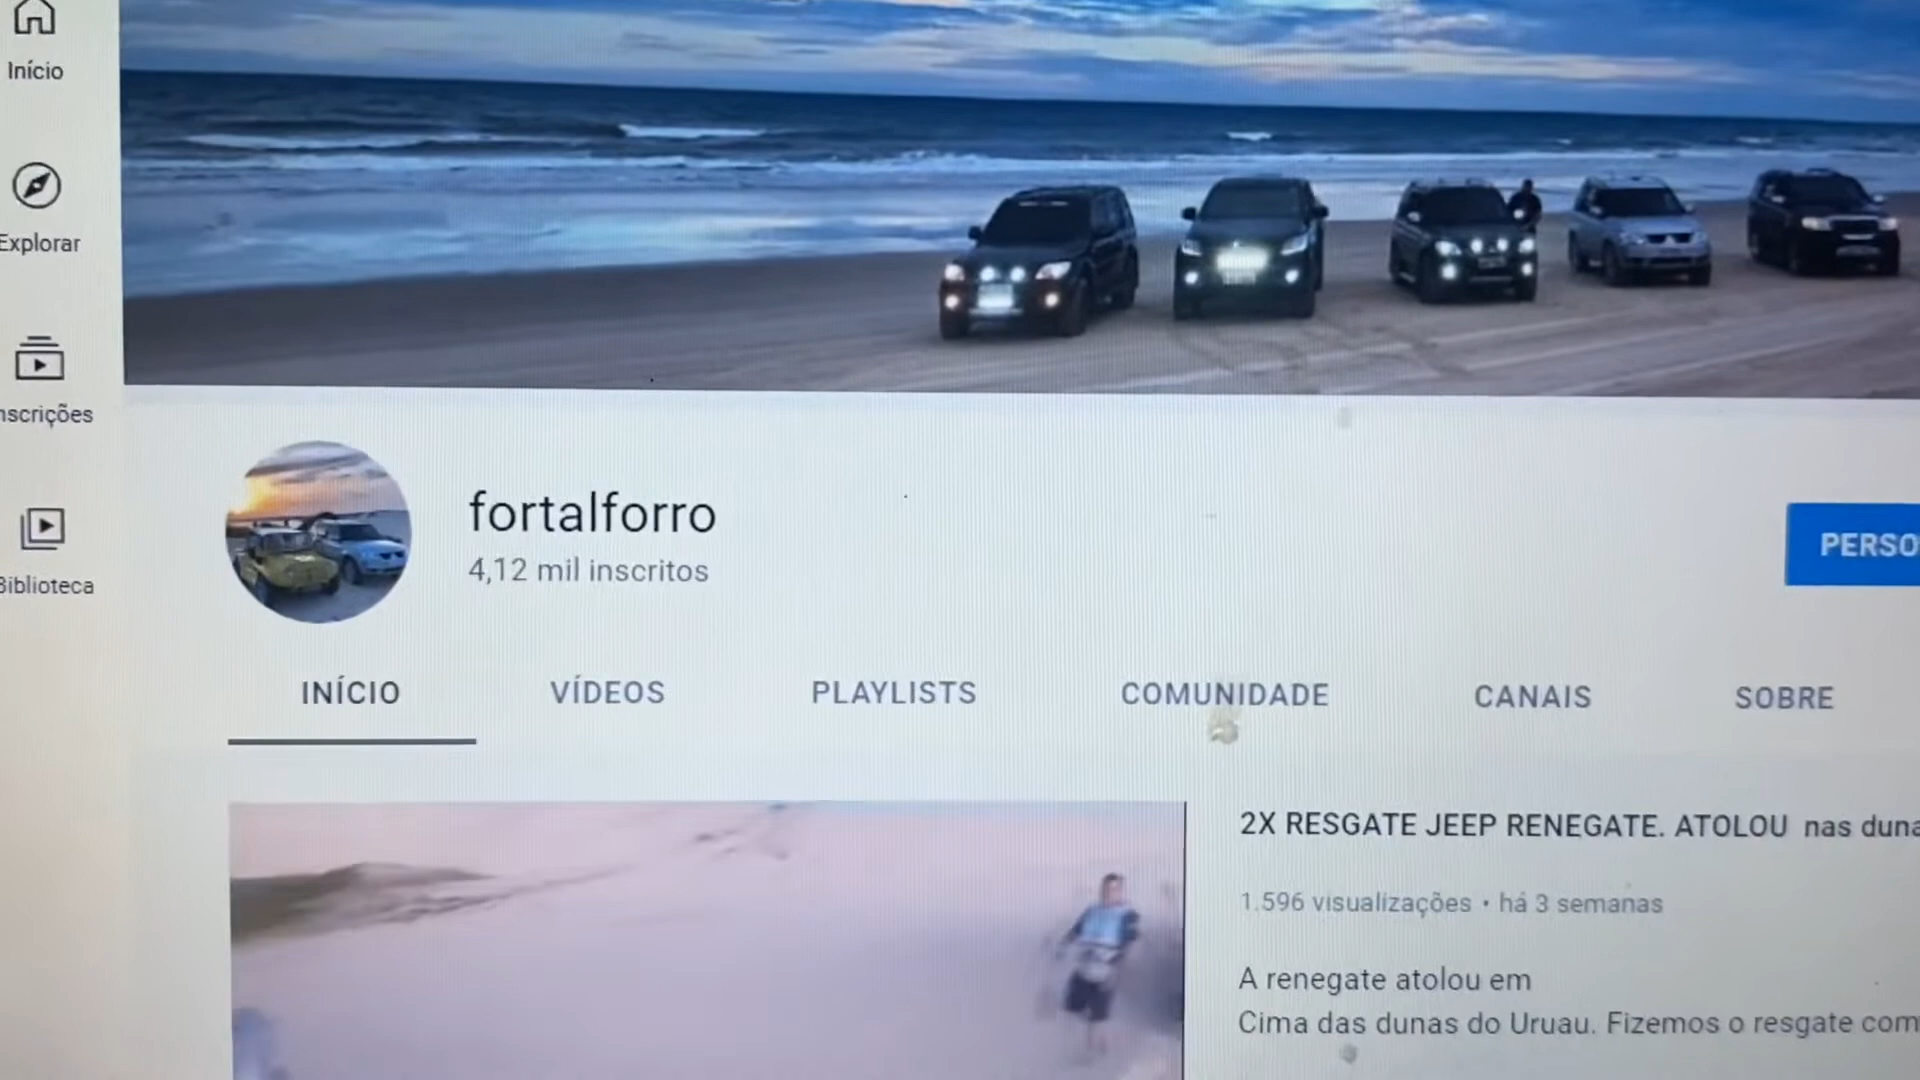 Início
Explorar
nscrições
Biblioteca
fortalforro
4,12 mil inscritos
PERSO
INÍCIO
VÍDEOS
PLAYLISTS
COMUNIDADE
CANAIS
SOBRE
2X RESGATE JEEP RENEGATE. ATOLOU nas duna
1.596 visualizações • há 3 semanas
A renegate atolou em
Cima das dunas do Uruau. Fizemos o resgate com